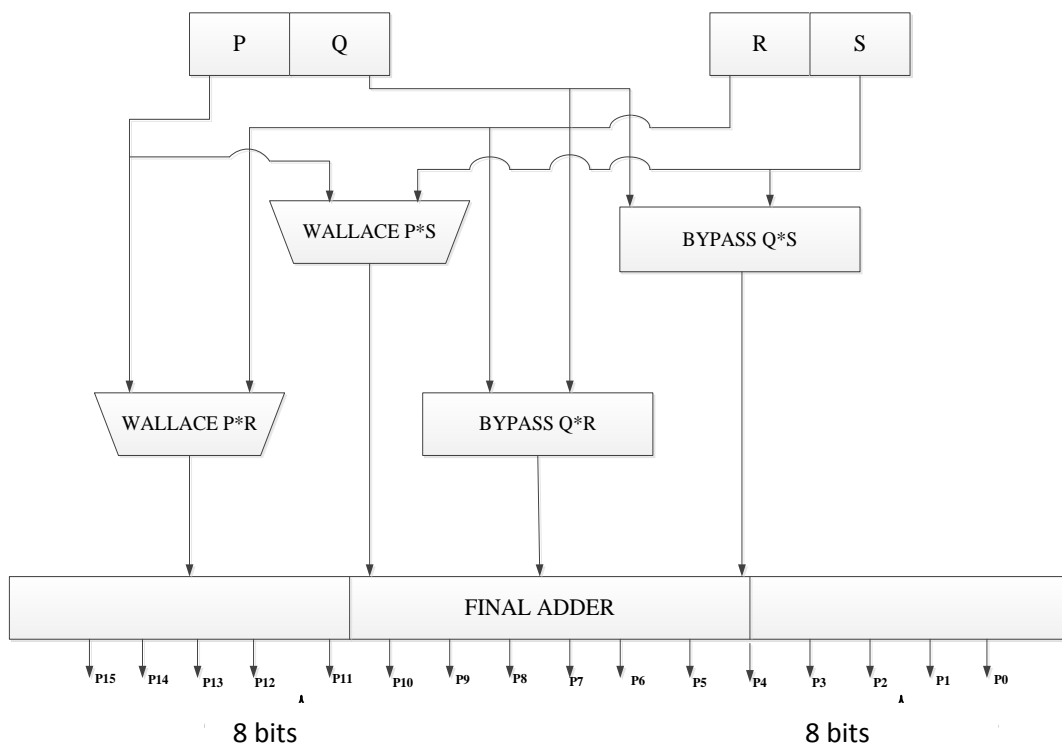 P Q R S
WALLACE P*S
BYPASS Q*S
WALLACE P*R
BYPASS Q*R
FINAL ADDER
P15 P14 P13 P12 P11 P10 P9 P8 P7 P6 P5 P4 P3 P2 P1 P0
8 bits 8 bits